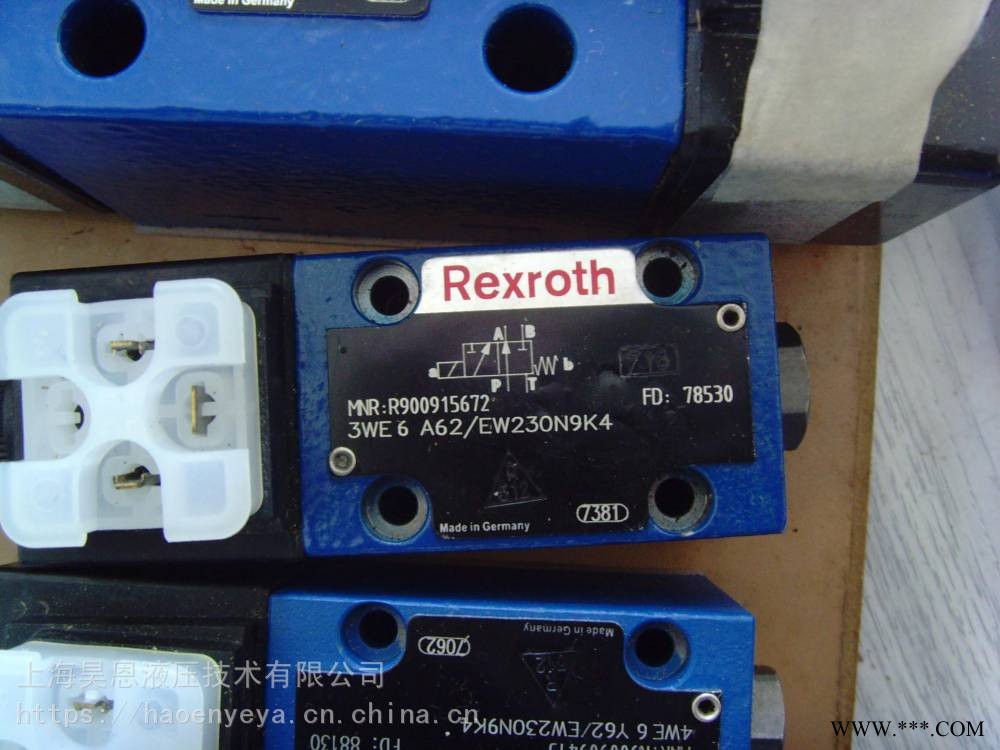 Made in Germany
Rexroth
A B
a b
P T
MNR:R900915672 FD: 78530
3WE 6 A62/EW230N9K4
Made in Germany 7381
7062 Made in Germany
上海昊恩液压技术有限公司
https://haoenyeya.cn.china.cn
4WE 6 Y62/EW230N9K4
FD: 88130
www.***.COM